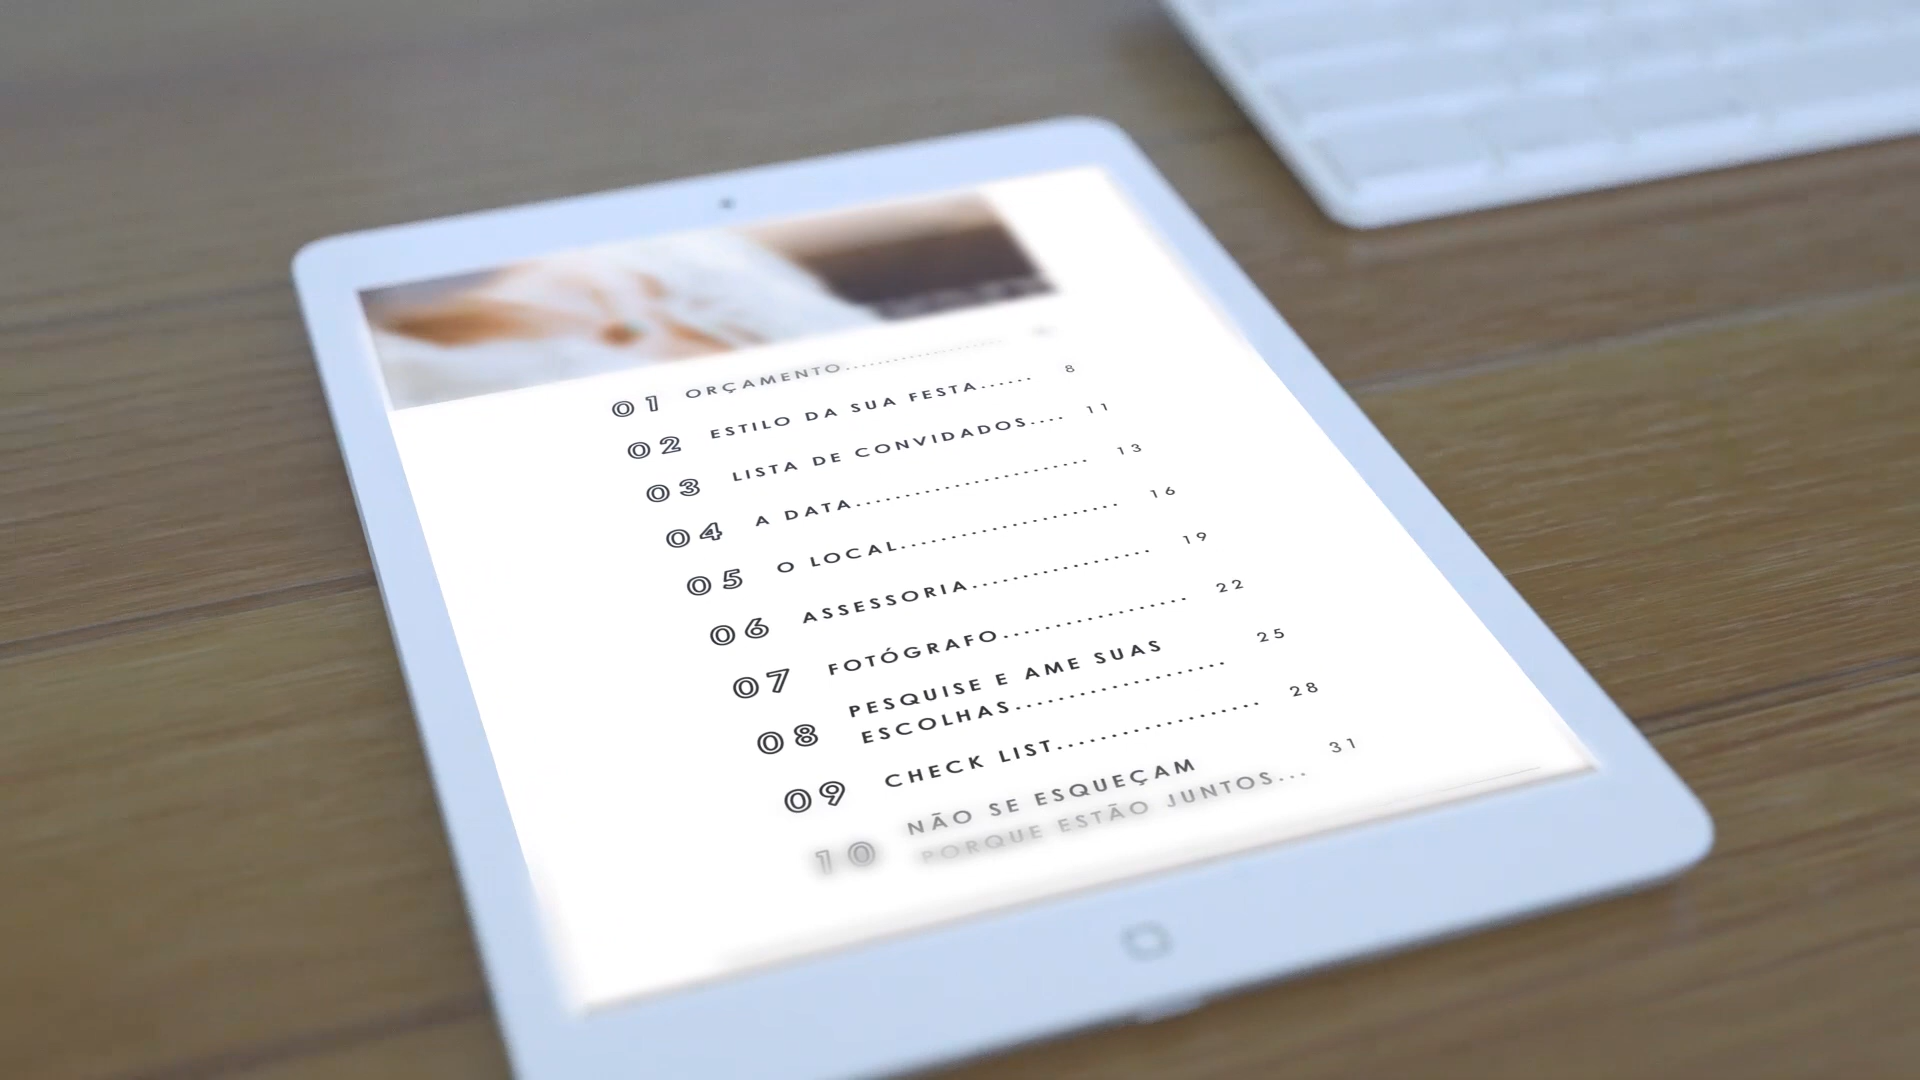 01 ORÇAMENTO....................
02 ESTILO DA SUA FESTA...... 8
03 LISTA DE CONVIDADOS.... 11
04 A DATA....................... 13
05 O LOCAL..................... 16
06 ASSESSORIA................. 19
07 FOTÓGRAFO................. 22
08 PESQUISE E AME SUAS
ESCOLHAS.................... 25
09 CHECK LIST................... 28
10 NÃO SE ESQUEÇAM
PORQUE ESTÃO JUNTOS... 31